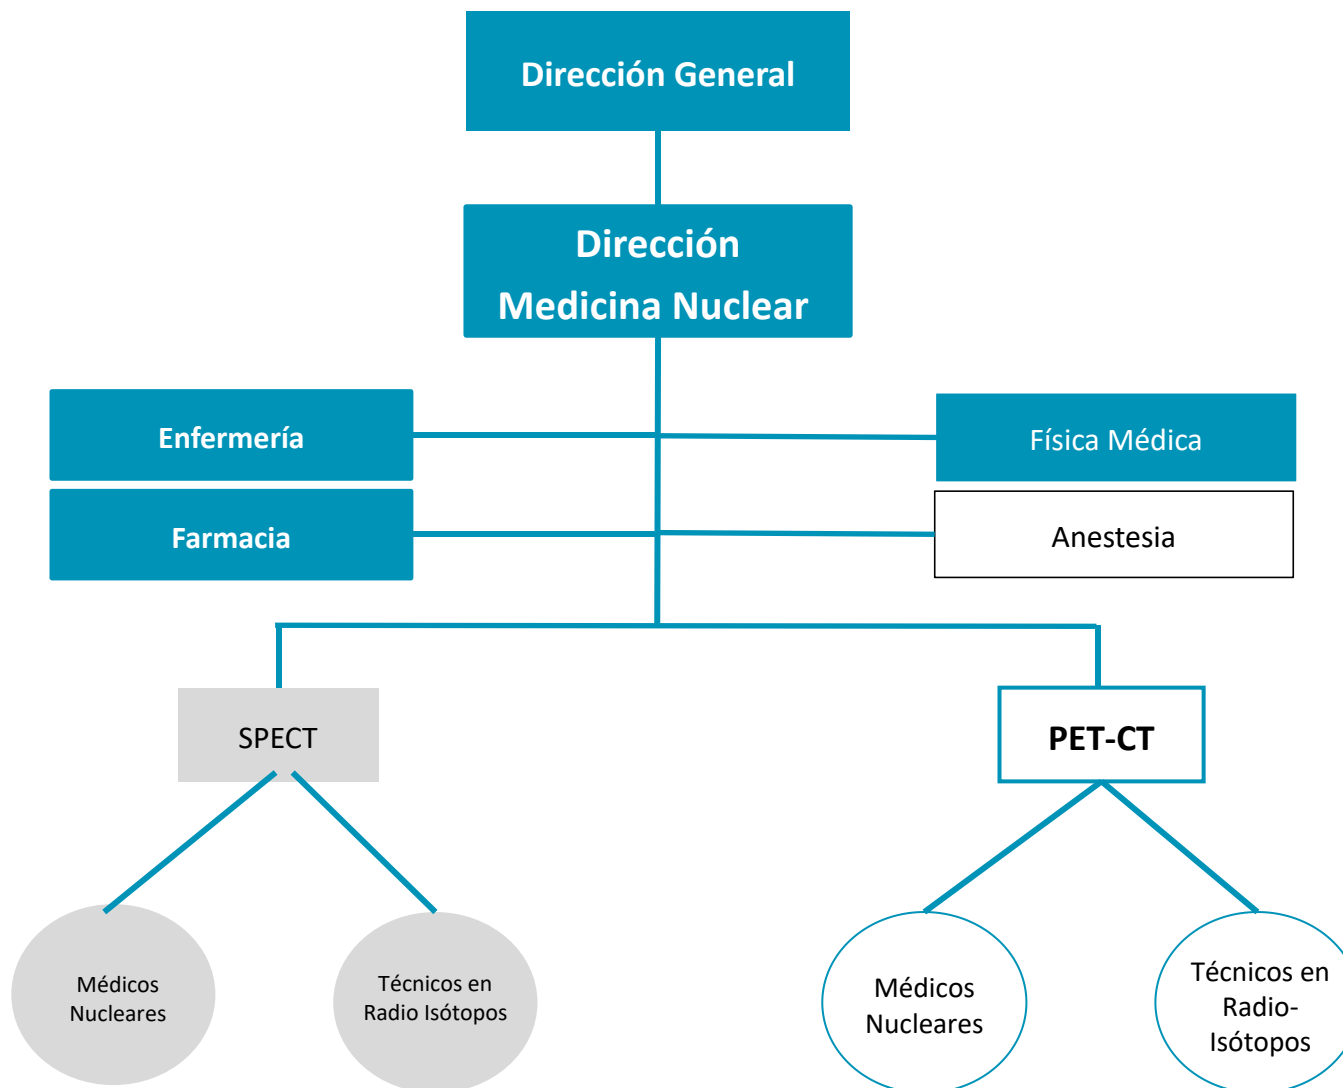 Dirección General
Dirección
Medicina Nuclear
Enfermería
Física Médica
Farmacia
Anestesia
SPECT
PET-CT
Médicos
Nucleares
Técnicos en
Radio Isótopos
Médicos
Nucleares
Técnicos en
Radio-
Isótopos